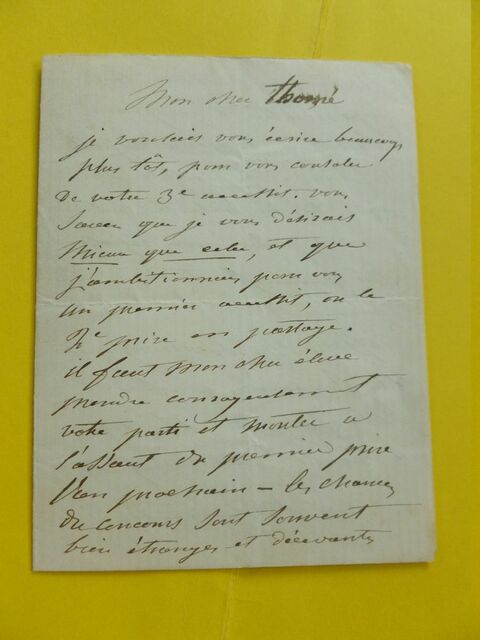 Mon cher Thomé
je voulais vous écrire beaucoup
plus tôt, pour vous consoler
de votre 3e accessit. vous
savez que je vous désirais
mieux que cela, et que
j'ambitionnais pour vous
un premier accessit, ou le
2e prix en partage.
il faut mon cher élève
prendre courageusement
votre parti et monter a
l'assaut du premier prix
l'an prochain - les chances
du concours sont souvent
bien étranges et décevantes